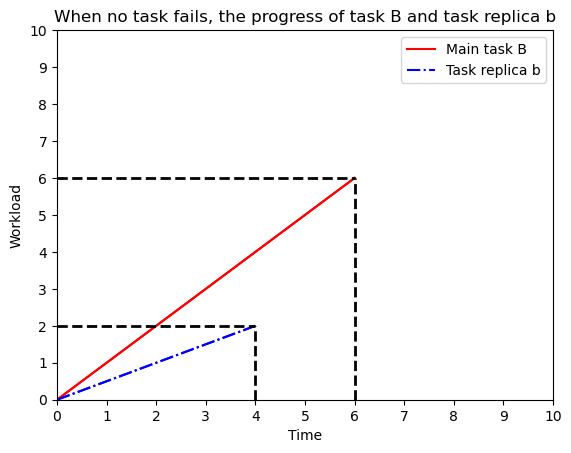 When no task fails, the progress of task B and task replica b
Main task B
Task replica b
Workload
10
9
8
7
6
5
4
3
2
1
0
0 1 2 3 4 5 6 7 8 9 10
Time